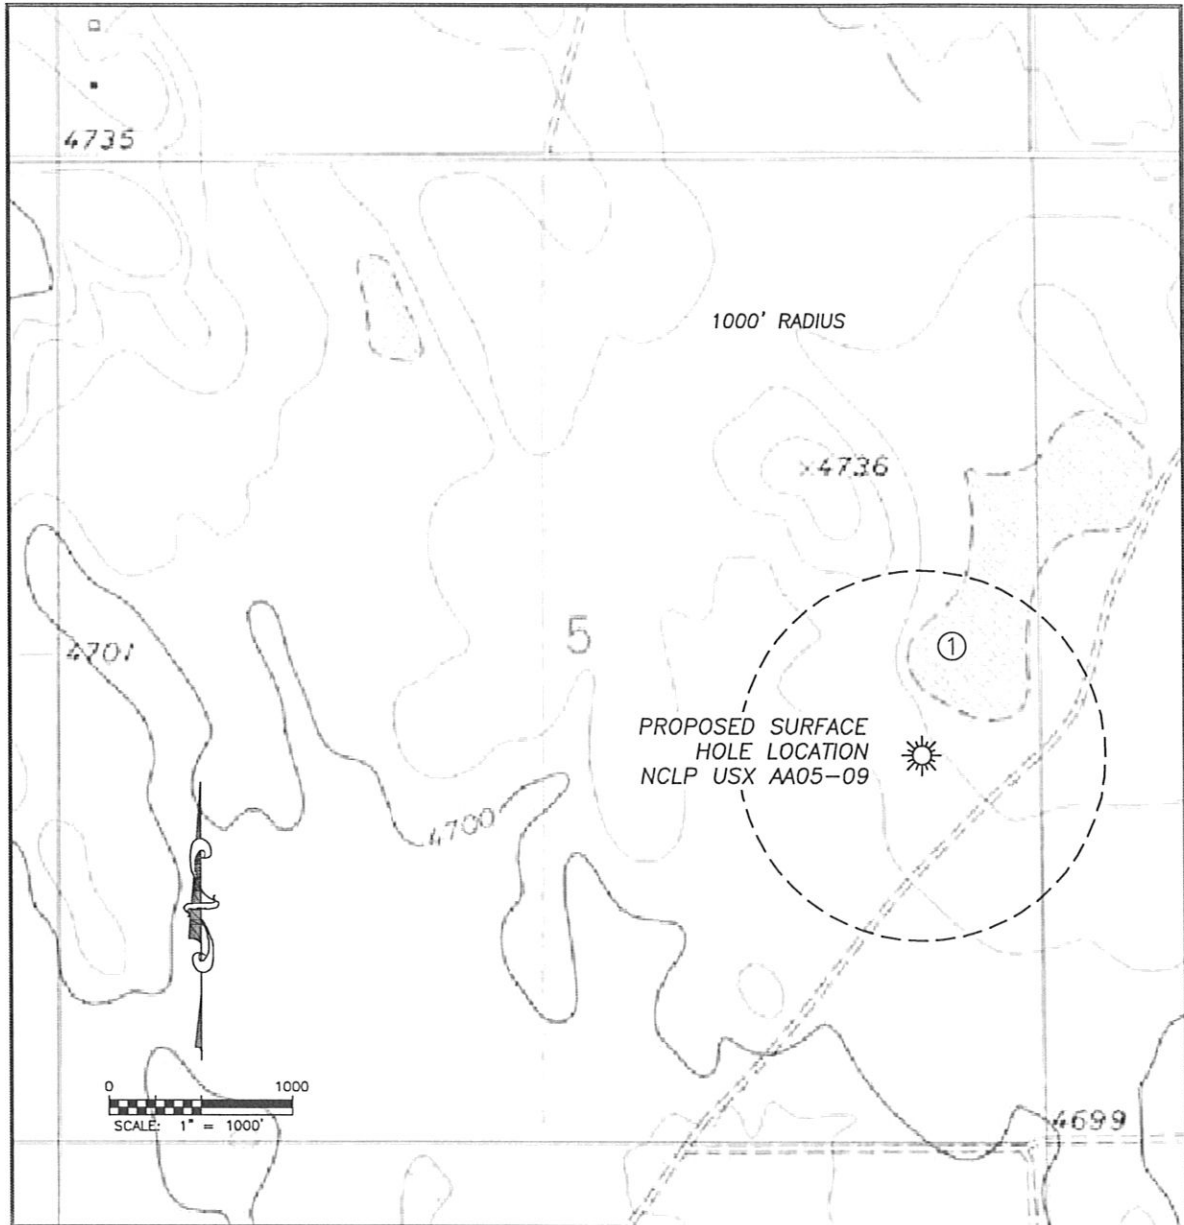 4735
1000' RADIUS
×4736
5
4701
①
PROPOSED SURFACE
HOLE LOCATION
NCLP USX AA05-09
4700
0 1000
SCALE: 1" = 1000'
4699